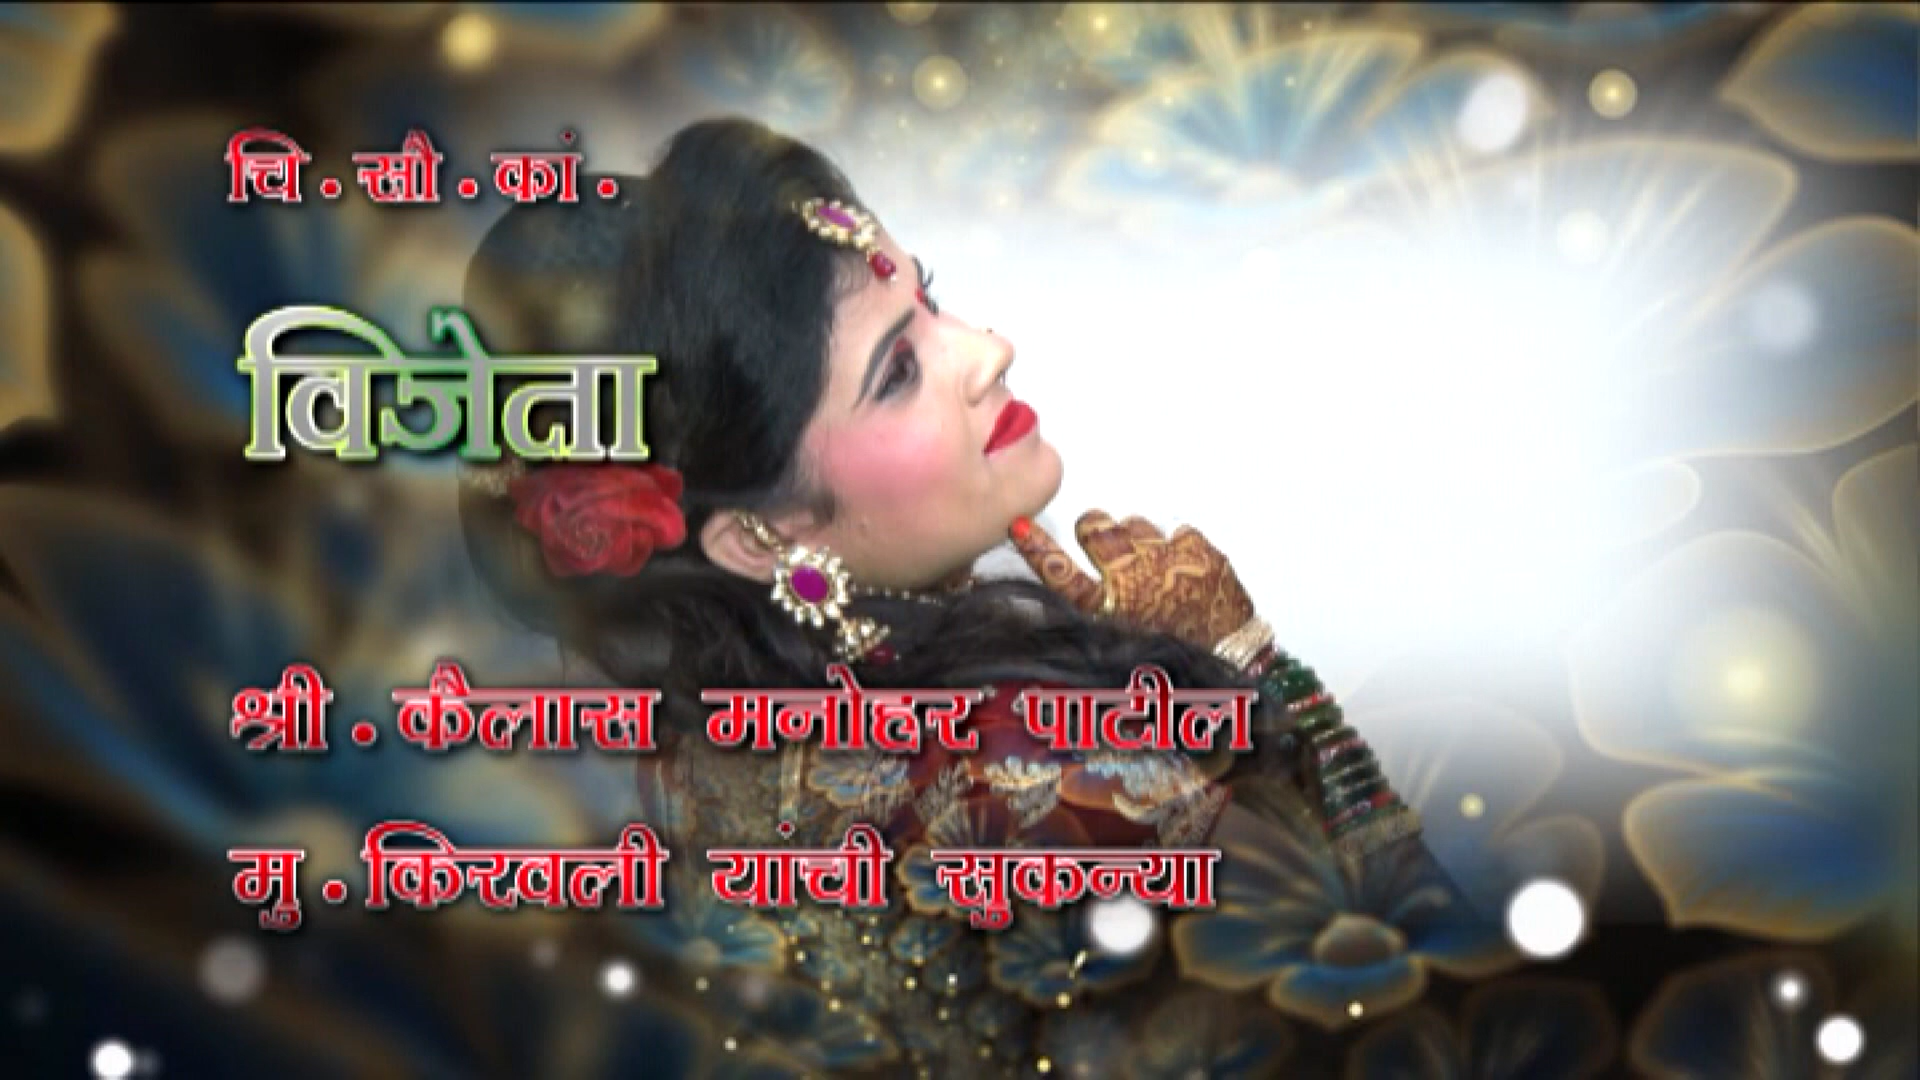 चि.सौ.कां.
विजेता
श्री.कैलास मनोहर पाटील
मु.किरवली यांची सुकन्या